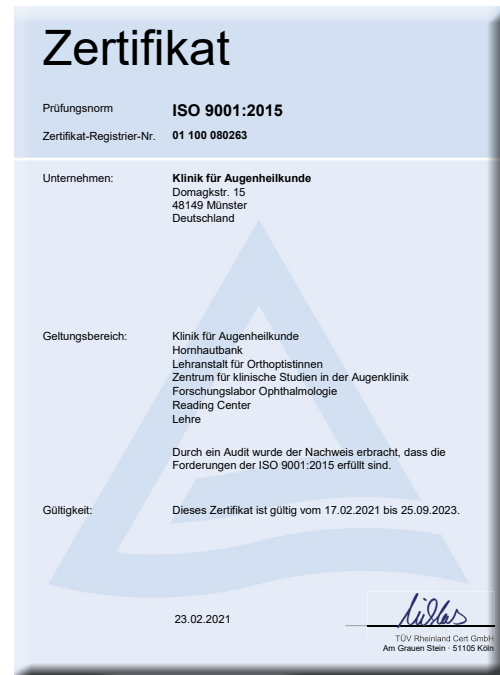 Zertifikat
Prüfungsnorm ISO 9001:2015
Zertifikat-Registrier-Nr. 01 100 080263
Unternehmen: Klinik für Augenheilkunde
Domagkstr. 15
48149 Münster
Deutschland
Geltungsbereich: Klinik für Augenheilkunde
Hornhautbank
Lehranstalt für Orthoptistinnen
Zentrum für klinische Studien in der Augenklinik
Forschungslabor Ophthalmologie
Reading Center
Lehre
Durch ein Audit wurde der Nachweis erbracht, dass die
Forderungen der ISO 9001:2015 erfüllt sind.
Gültigkeit: Dieses Zertifikat ist gültig vom 17.02.2021 bis 25.09.2023.
23.02.2021
TÜV Rheinland Cert GmbH
Am Grauen Stein · 51105 Köln